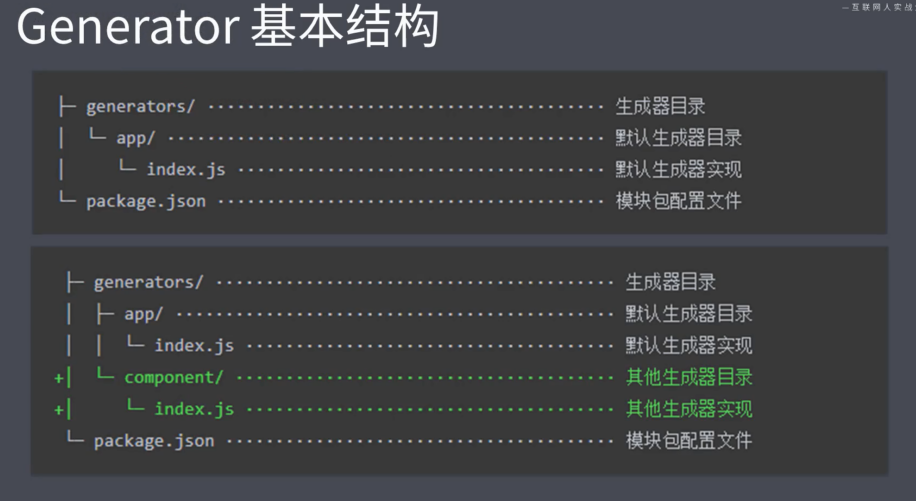 —互联网人实战
Generator 基本结构
├─ generators/ ········································ 生成器目录
│  └─ app/ ············································ 默认生成器目录
│     └─ index.js ····································· 默认生成器实现
└─ package.json ······································· 模块包配置文件
├─ generators/ ········································ 生成器目录
│  ├─ app/ ············································ 默认生成器目录
│  │  └─ index.js ····································· 默认生成器实现
+│  └─ component/ ······································ 其他生成器目录
+│     └─ index.js ····································· 其他生成器实现
└─ package.json ······································· 模块包配置文件